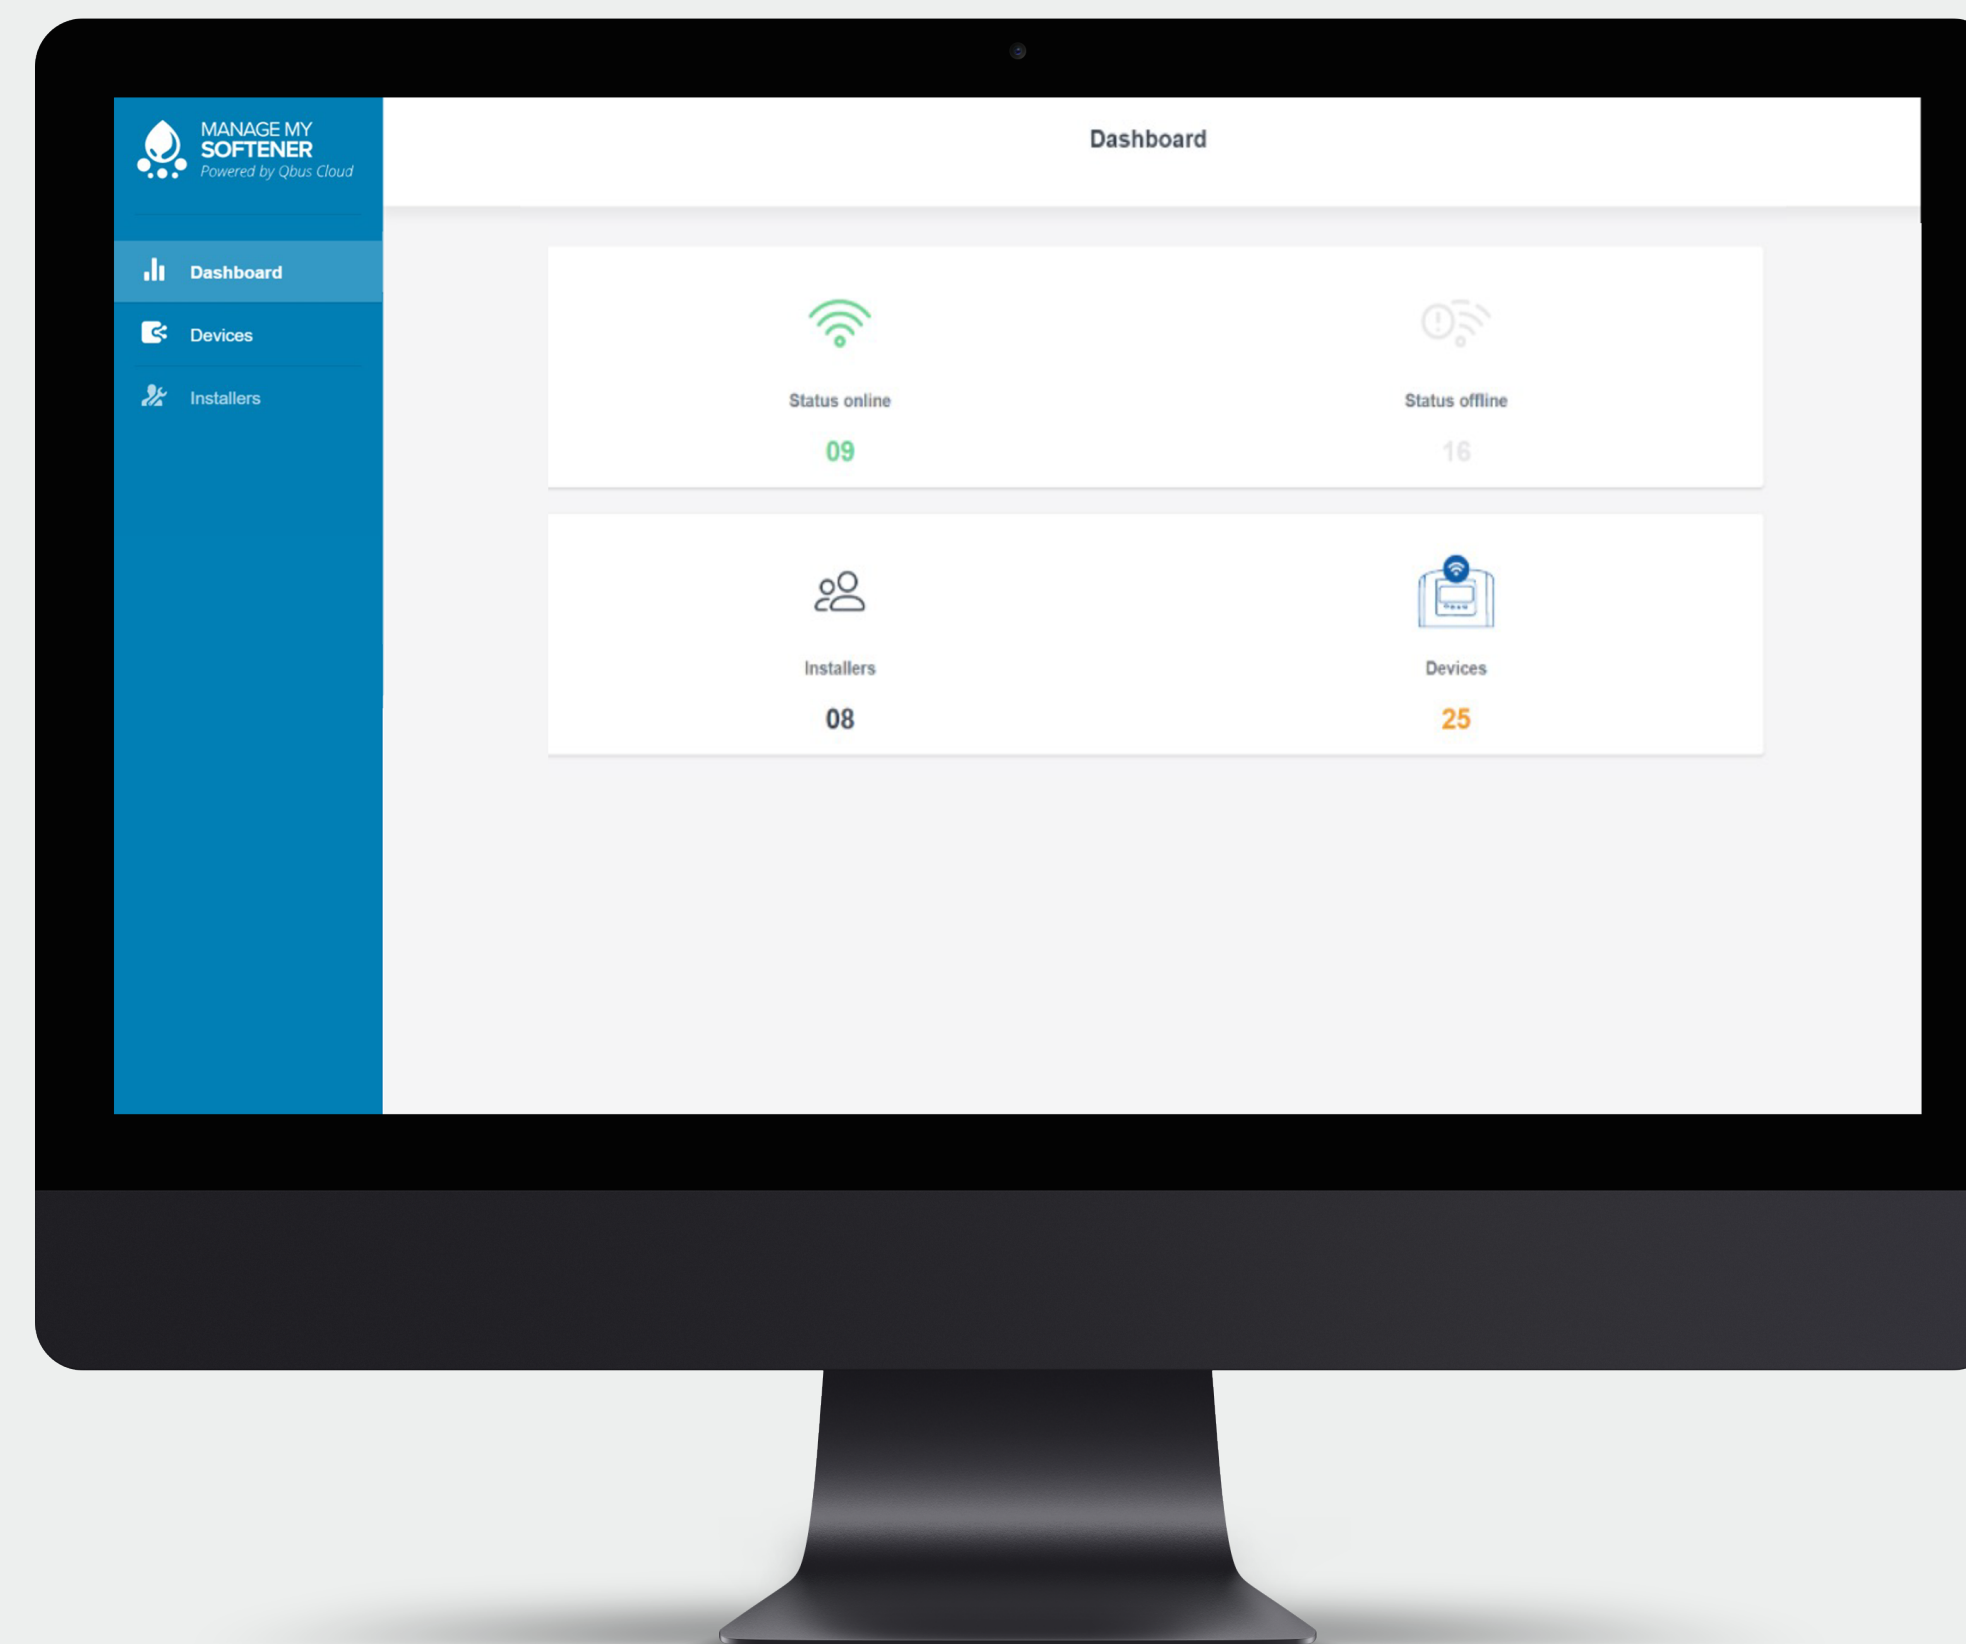 MANAGE MY
SOFTENER
Powered by Qbus Cloud
Dashboard
Devices
Installers
Dashboard
Status online
09
Status offline
16
Installers
08
Devices
25